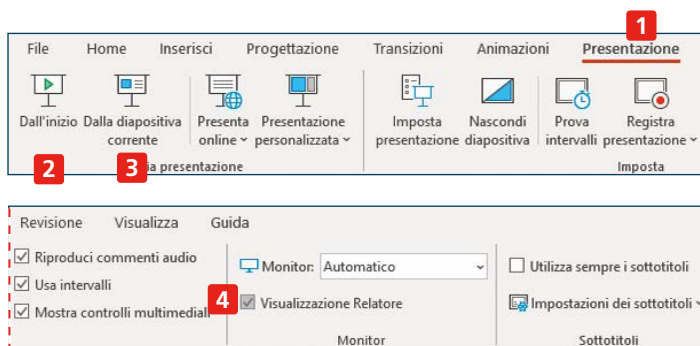 1
File Home Inserisci Progettazione Transizioni Animazioni Presentazione
Dall'inizio Dalla diapositiva Presenta Presentazione Imposta Nascondi Prova Registra
corrente online personalizzata presentazione diapositiva intervalli presentazione
2 3 ia presentazione Imposta
Revisione Visualizza Guida
Riproduci commenti audio Monitor: Automatico Utilizza sempre i sottotitoli
Usa intervalli
4 Visualizzazione Relatore Impostazioni dei sottotitoli
Mostra controlli multimediali
Monitor Sottotitoli